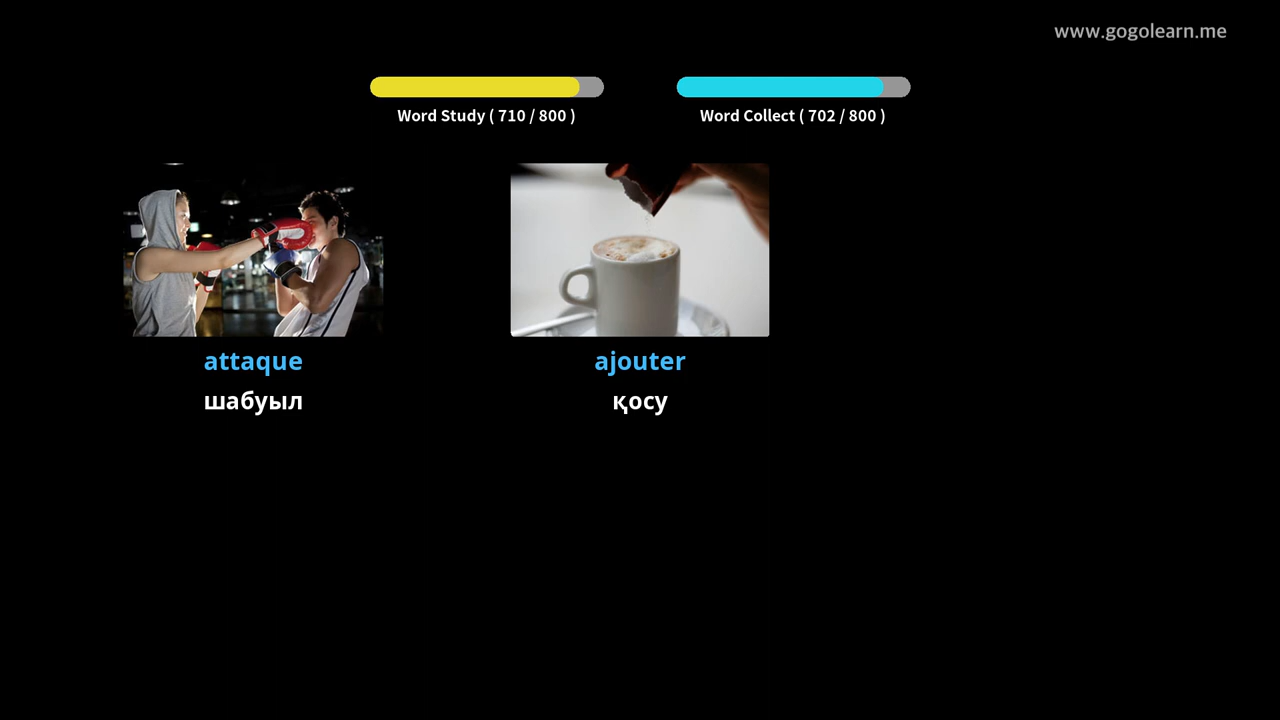 www.gogolearn.me
Word Study ( 710 / 800 )
Word Collect ( 702 / 800 )
attaque
ajouter
шабуыл
қосу